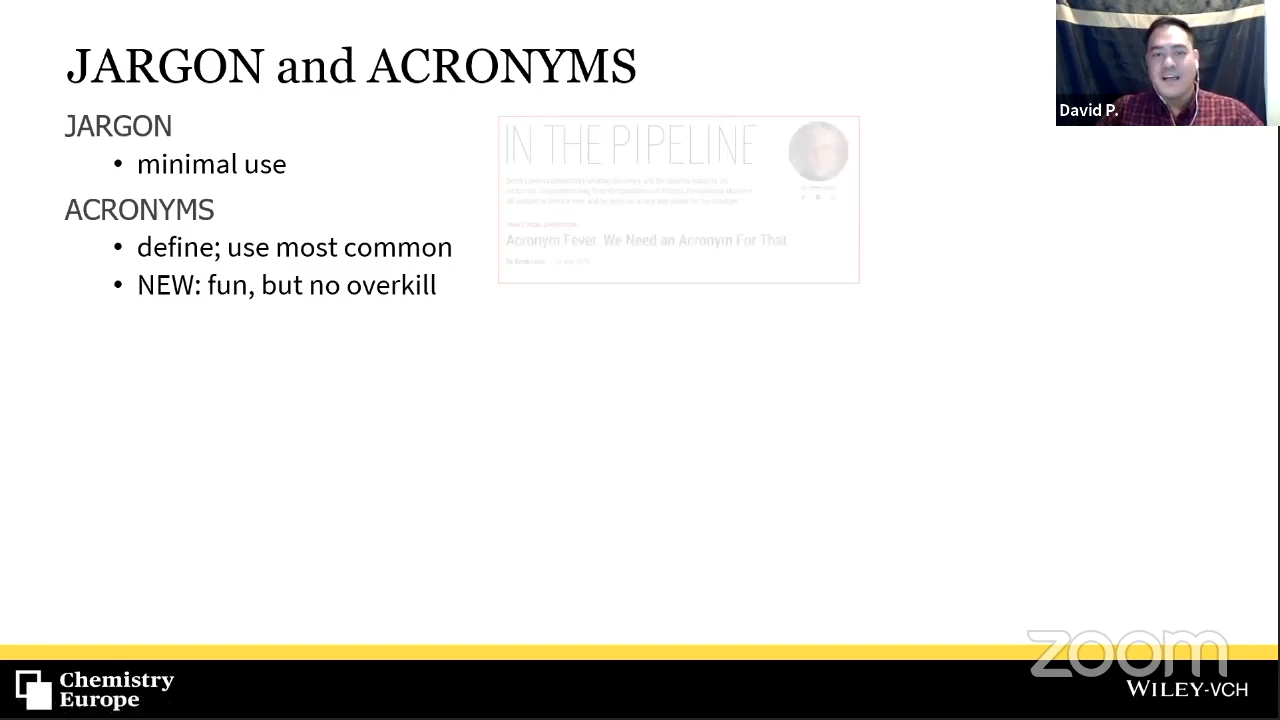 JARGON and ACRONYMS
David P.
JARGON
• minimal use
ACRONYMS
• define; use most common
• NEW: fun, but no overkill
IN THE PIPELINE
Acronym Fever. We Need an Acronym For That
zoom
Chemistry
Europe
WILEY-VCH